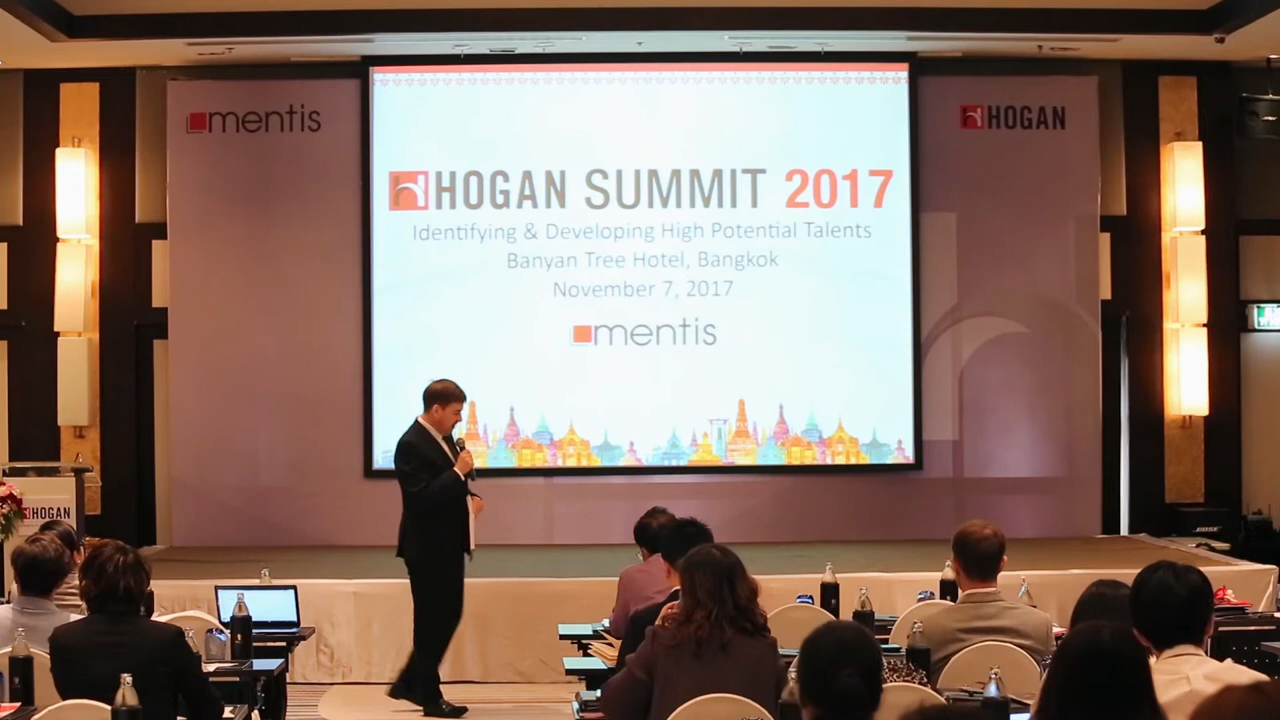 mentis
HOGAN
HOGAN SUMMIT 2017
Identifying & Developing High Potential Talents
Banyan Tree Hotel, Bangkok
November 7, 2017
mentis
HOGAN
BOSE